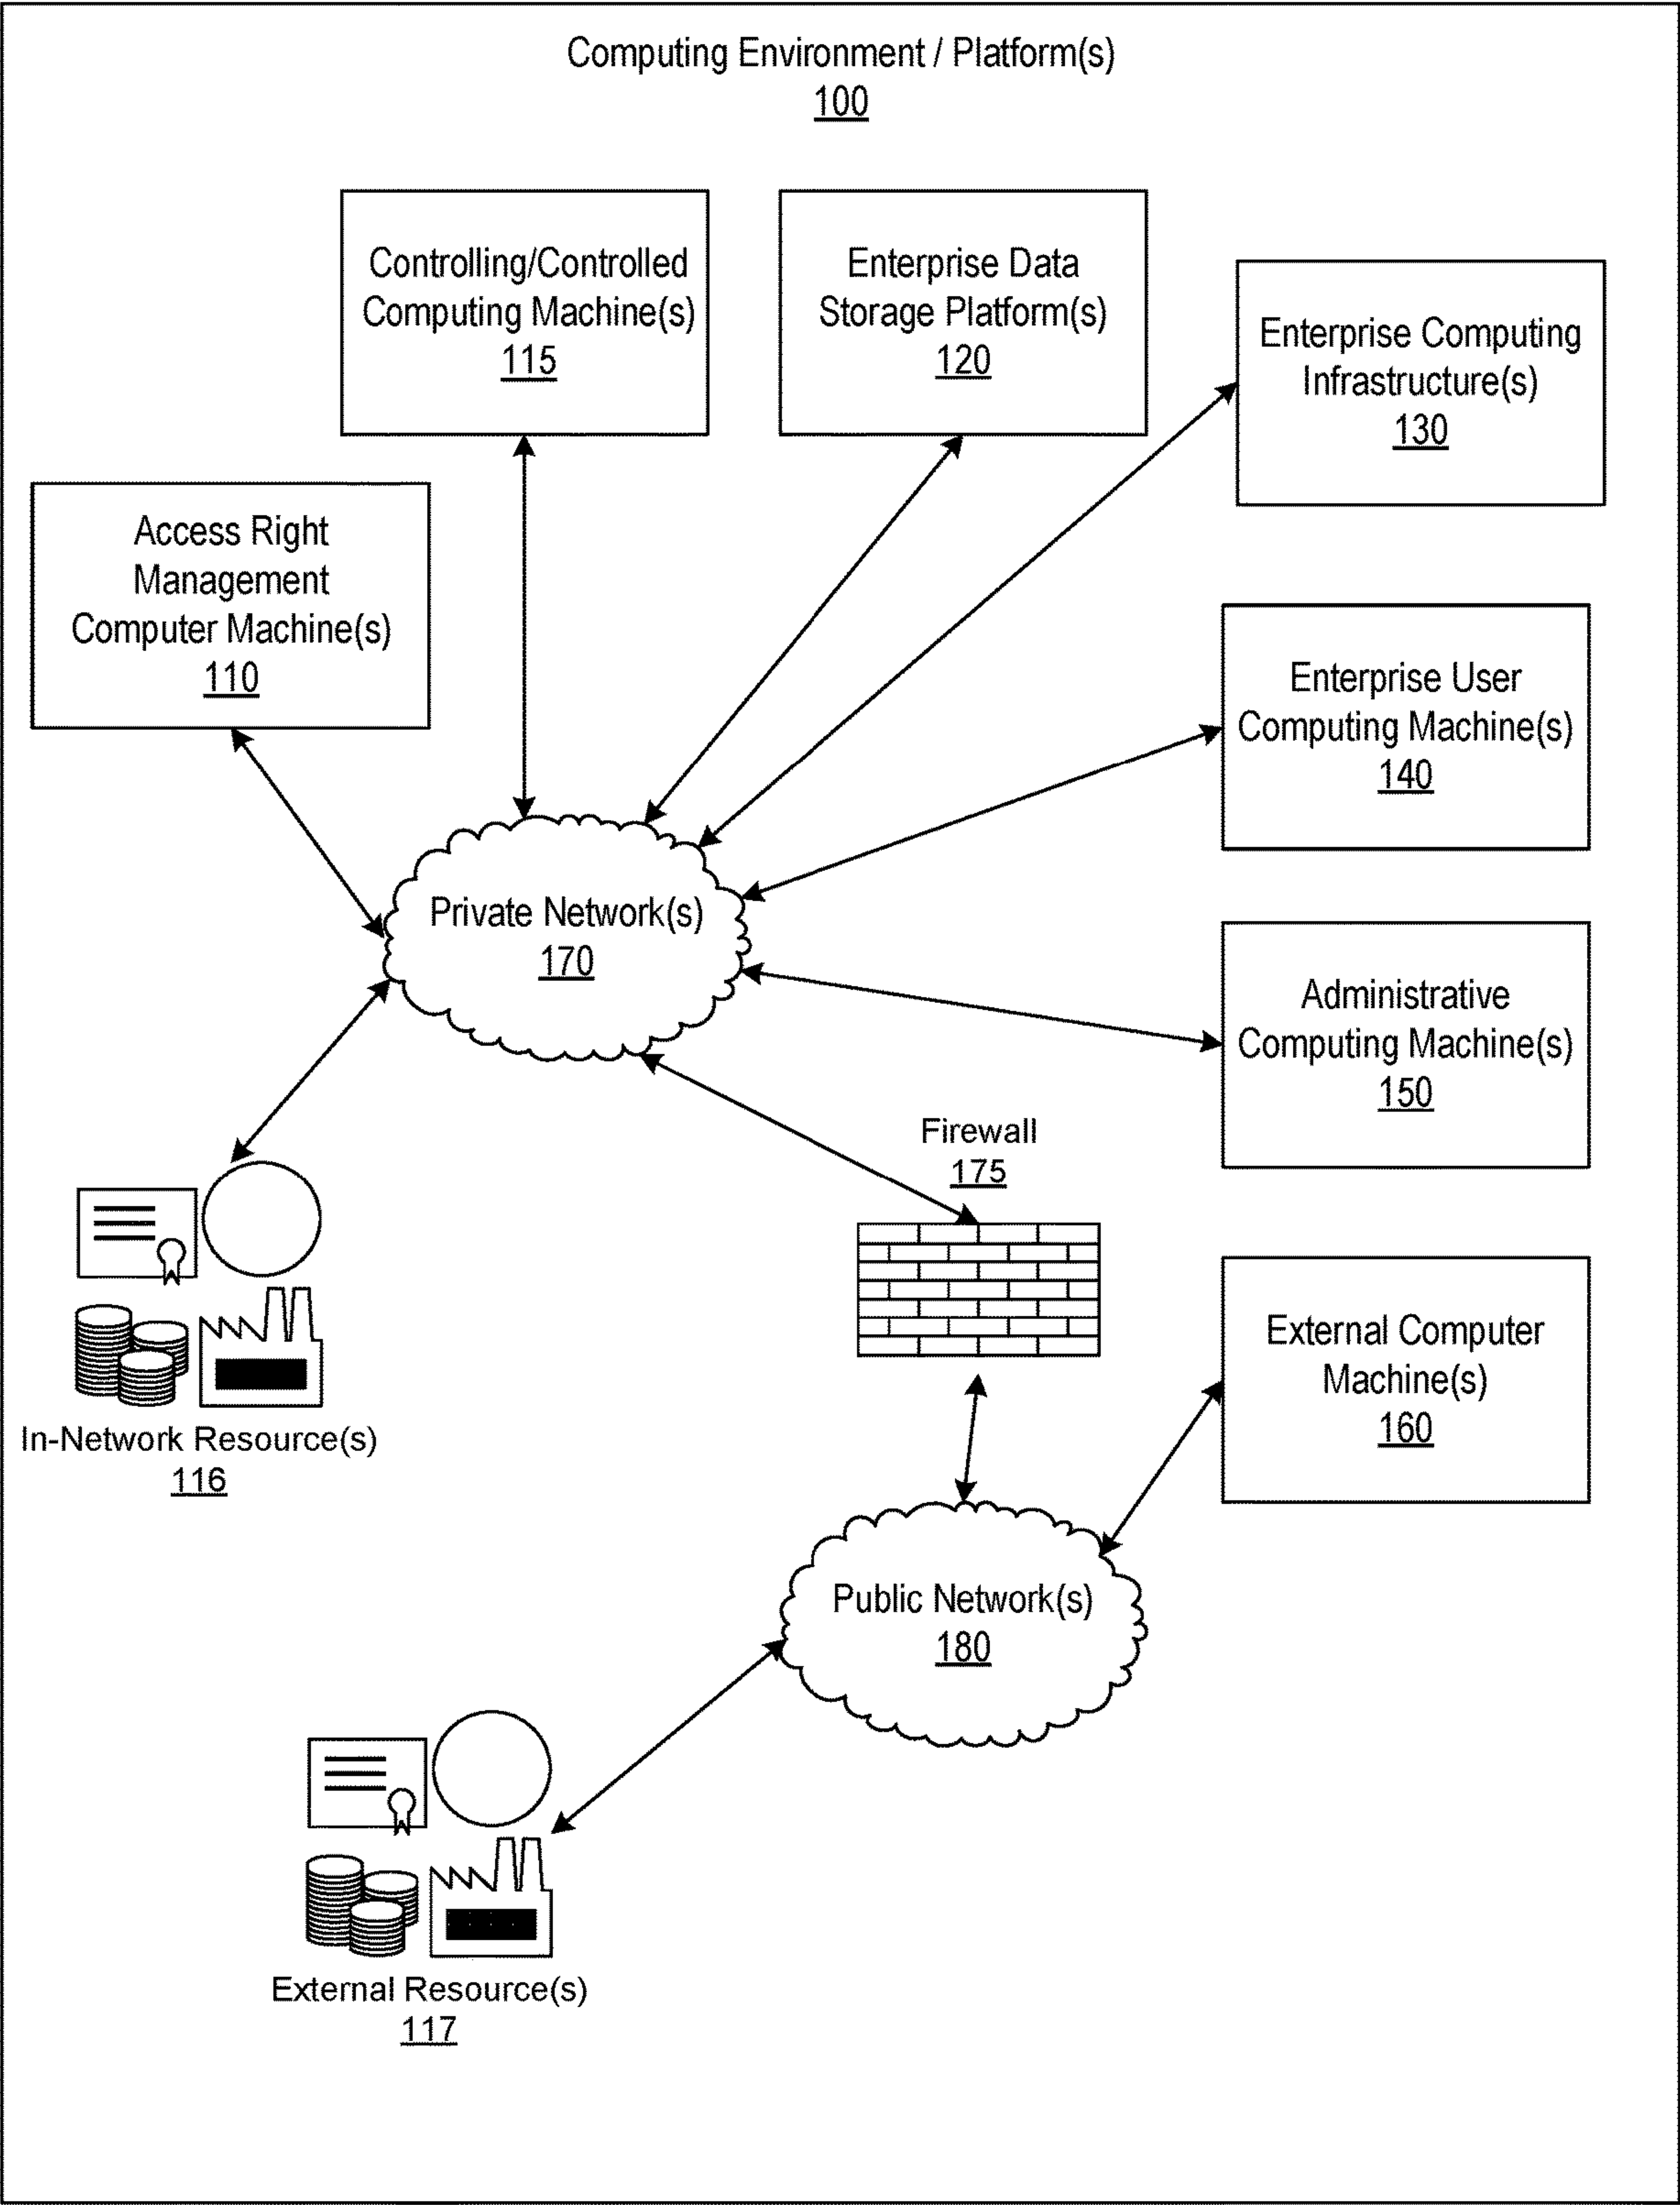 Computing Environment / Platform(s)
100
Controlling/Controlled
Computing Machine(s)
115
Enterprise Data
Storage Platform(s)
120
Enterprise Computing
Infrastructure(s)
130
Access Right
Management
Computer Machine(s)
110
Enterprise User
Computing Machine(s)
140
Private Network(s)
170
Administrative
Computing Machine(s)
150
Firewall
175
External Computer
Machine(s)
160
In-Network Resource(s)
116
Public Network(s)
180
External Resource(s)
117